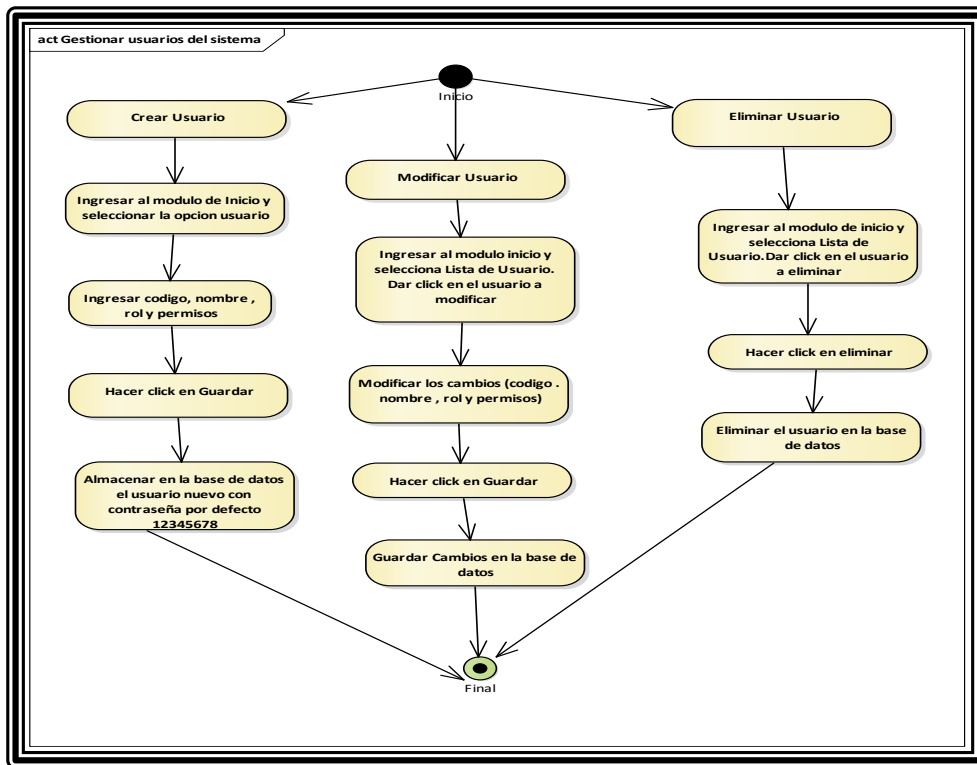 act Gestionar usuarios del sistema
Inicio
Crear Usuario
Ingresar al modulo de Inicio y
seleccionar la opcion usuario
Ingresar codigo, nombre ,
rol y permisos
Hacer click en Guardar
Almacenar en la base de datos
el usuario nuevo con
contraseña por defecto
12345678
Modificar Usuario
Ingresar al modulo inicio y
selecciona Lista de Usuario.
Dar click en el usuario a
modificar
Modificar los cambios (codigo .
nombre , rol y permisos)
Hacer click en Guardar
Guardar Cambios en la base de
datos
Eliminar Usuario
Ingresar al modulo de inicio y
selecciona Lista de
Usuario.Dar click en el usuario
a eliminar
Hacer click en eliminar
Eliminar el usuario en la base
de datos
Final